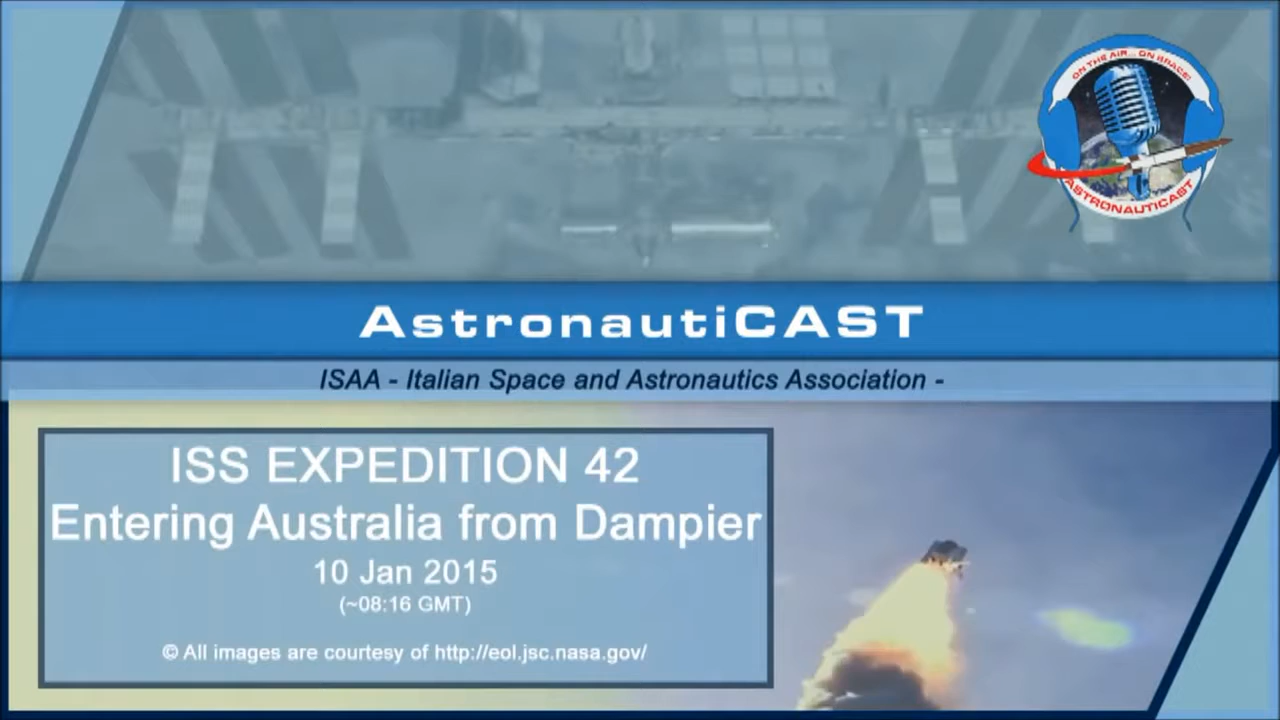 ON THE AIR... ON SPACE!
ASTRONAUTICAST
AstronautiCAST
ISAA - Italian Space and Astronautics Association -
ISS EXPEDITION 42
Entering Australia from Dampier
10 Jan 2015
(~08:16 GMT)
© All images are courtesy of http://eol.jsc.nasa.gov/